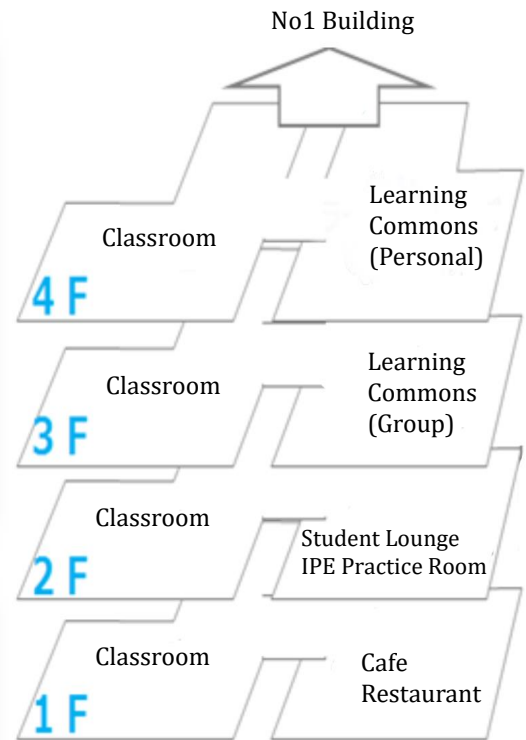 No1 Building
Classroom
Learning
Commons
(Personal)
4 F
Classroom
Learning
Commons
(Group)
3 F
Classroom
Student Lounge
IPE Practice Room
2 F
Classroom
Cafe
Restaurant
1 F